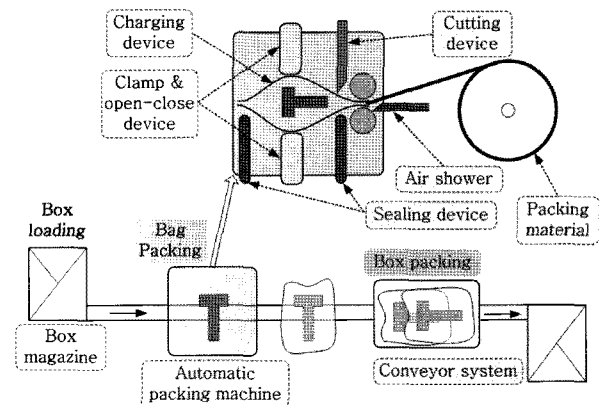 Charging
device
Cutting
device
Clamp &
open-close
device
Air shower
Sealing device
Packing
material
Box
loading
Bag
Packing
Box packing
Box
magazine
Automatic
packing machine
Conveyor system